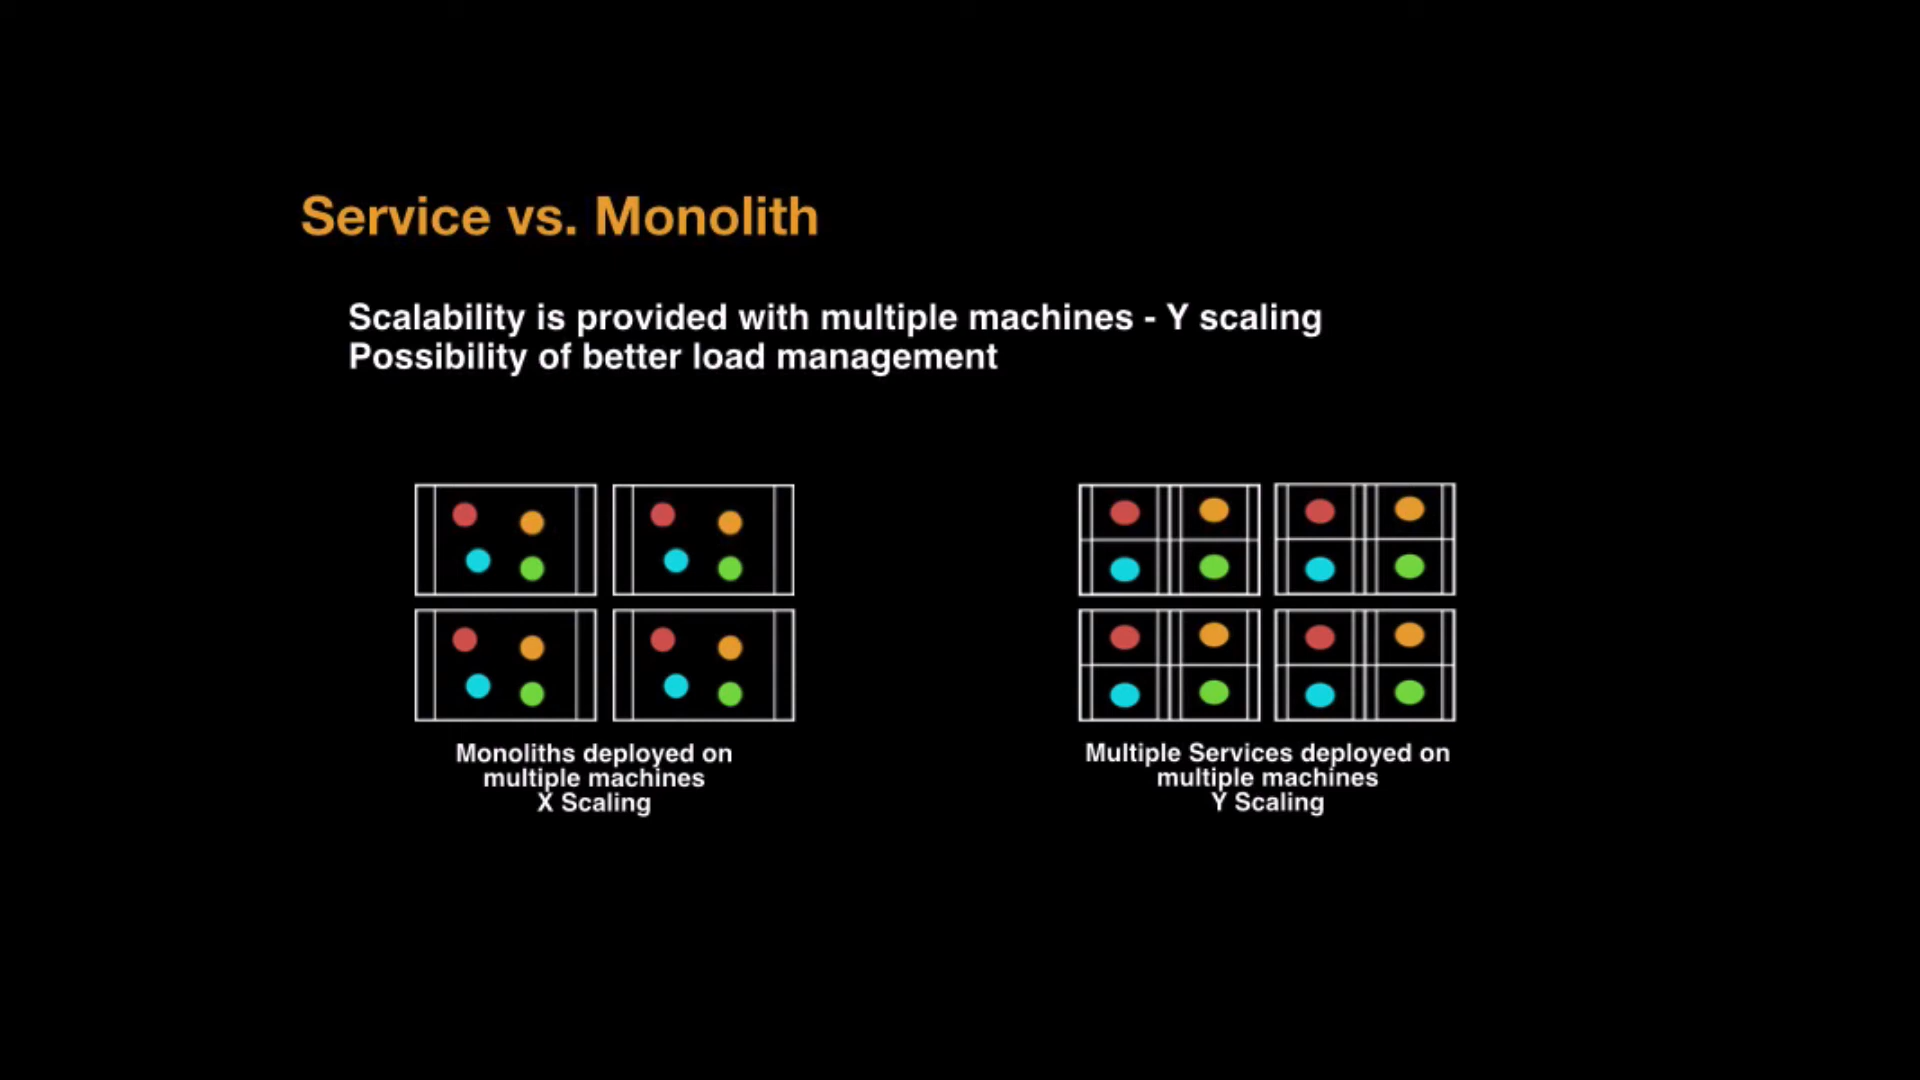 Service vs. Monolith
Scalability is provided with multiple machines - Y scaling
Possibility of better load management
Monoliths deployed on
multiple machines
X Scaling
Multiple Services deployed on
multiple machines
Y Scaling